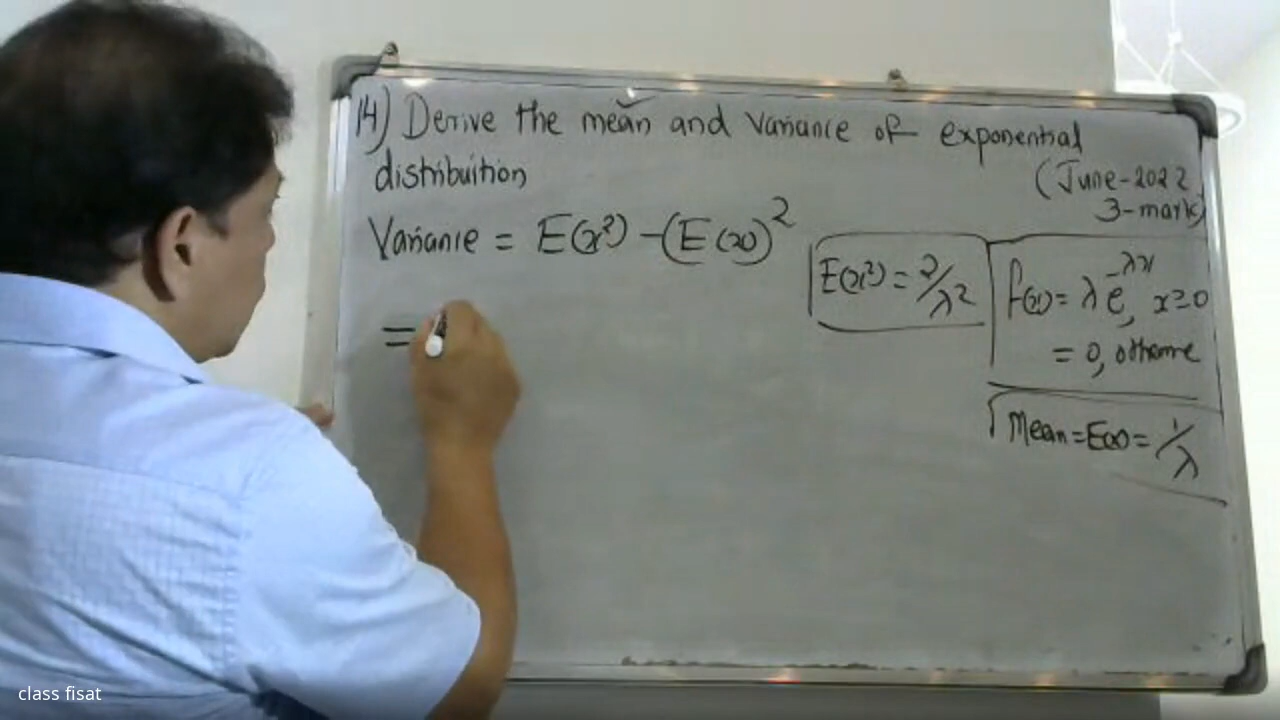 14) Derive the mean and variance of exponential
distribuition
(June-2022
3-mark)
Variance = E(x²) - (E(x))²
E(x²) = 2/λ²
f(x) = λ e^-λx, x≥0
= 0, otherwise
=
Mean = E(x) = 1/λ
class fisat